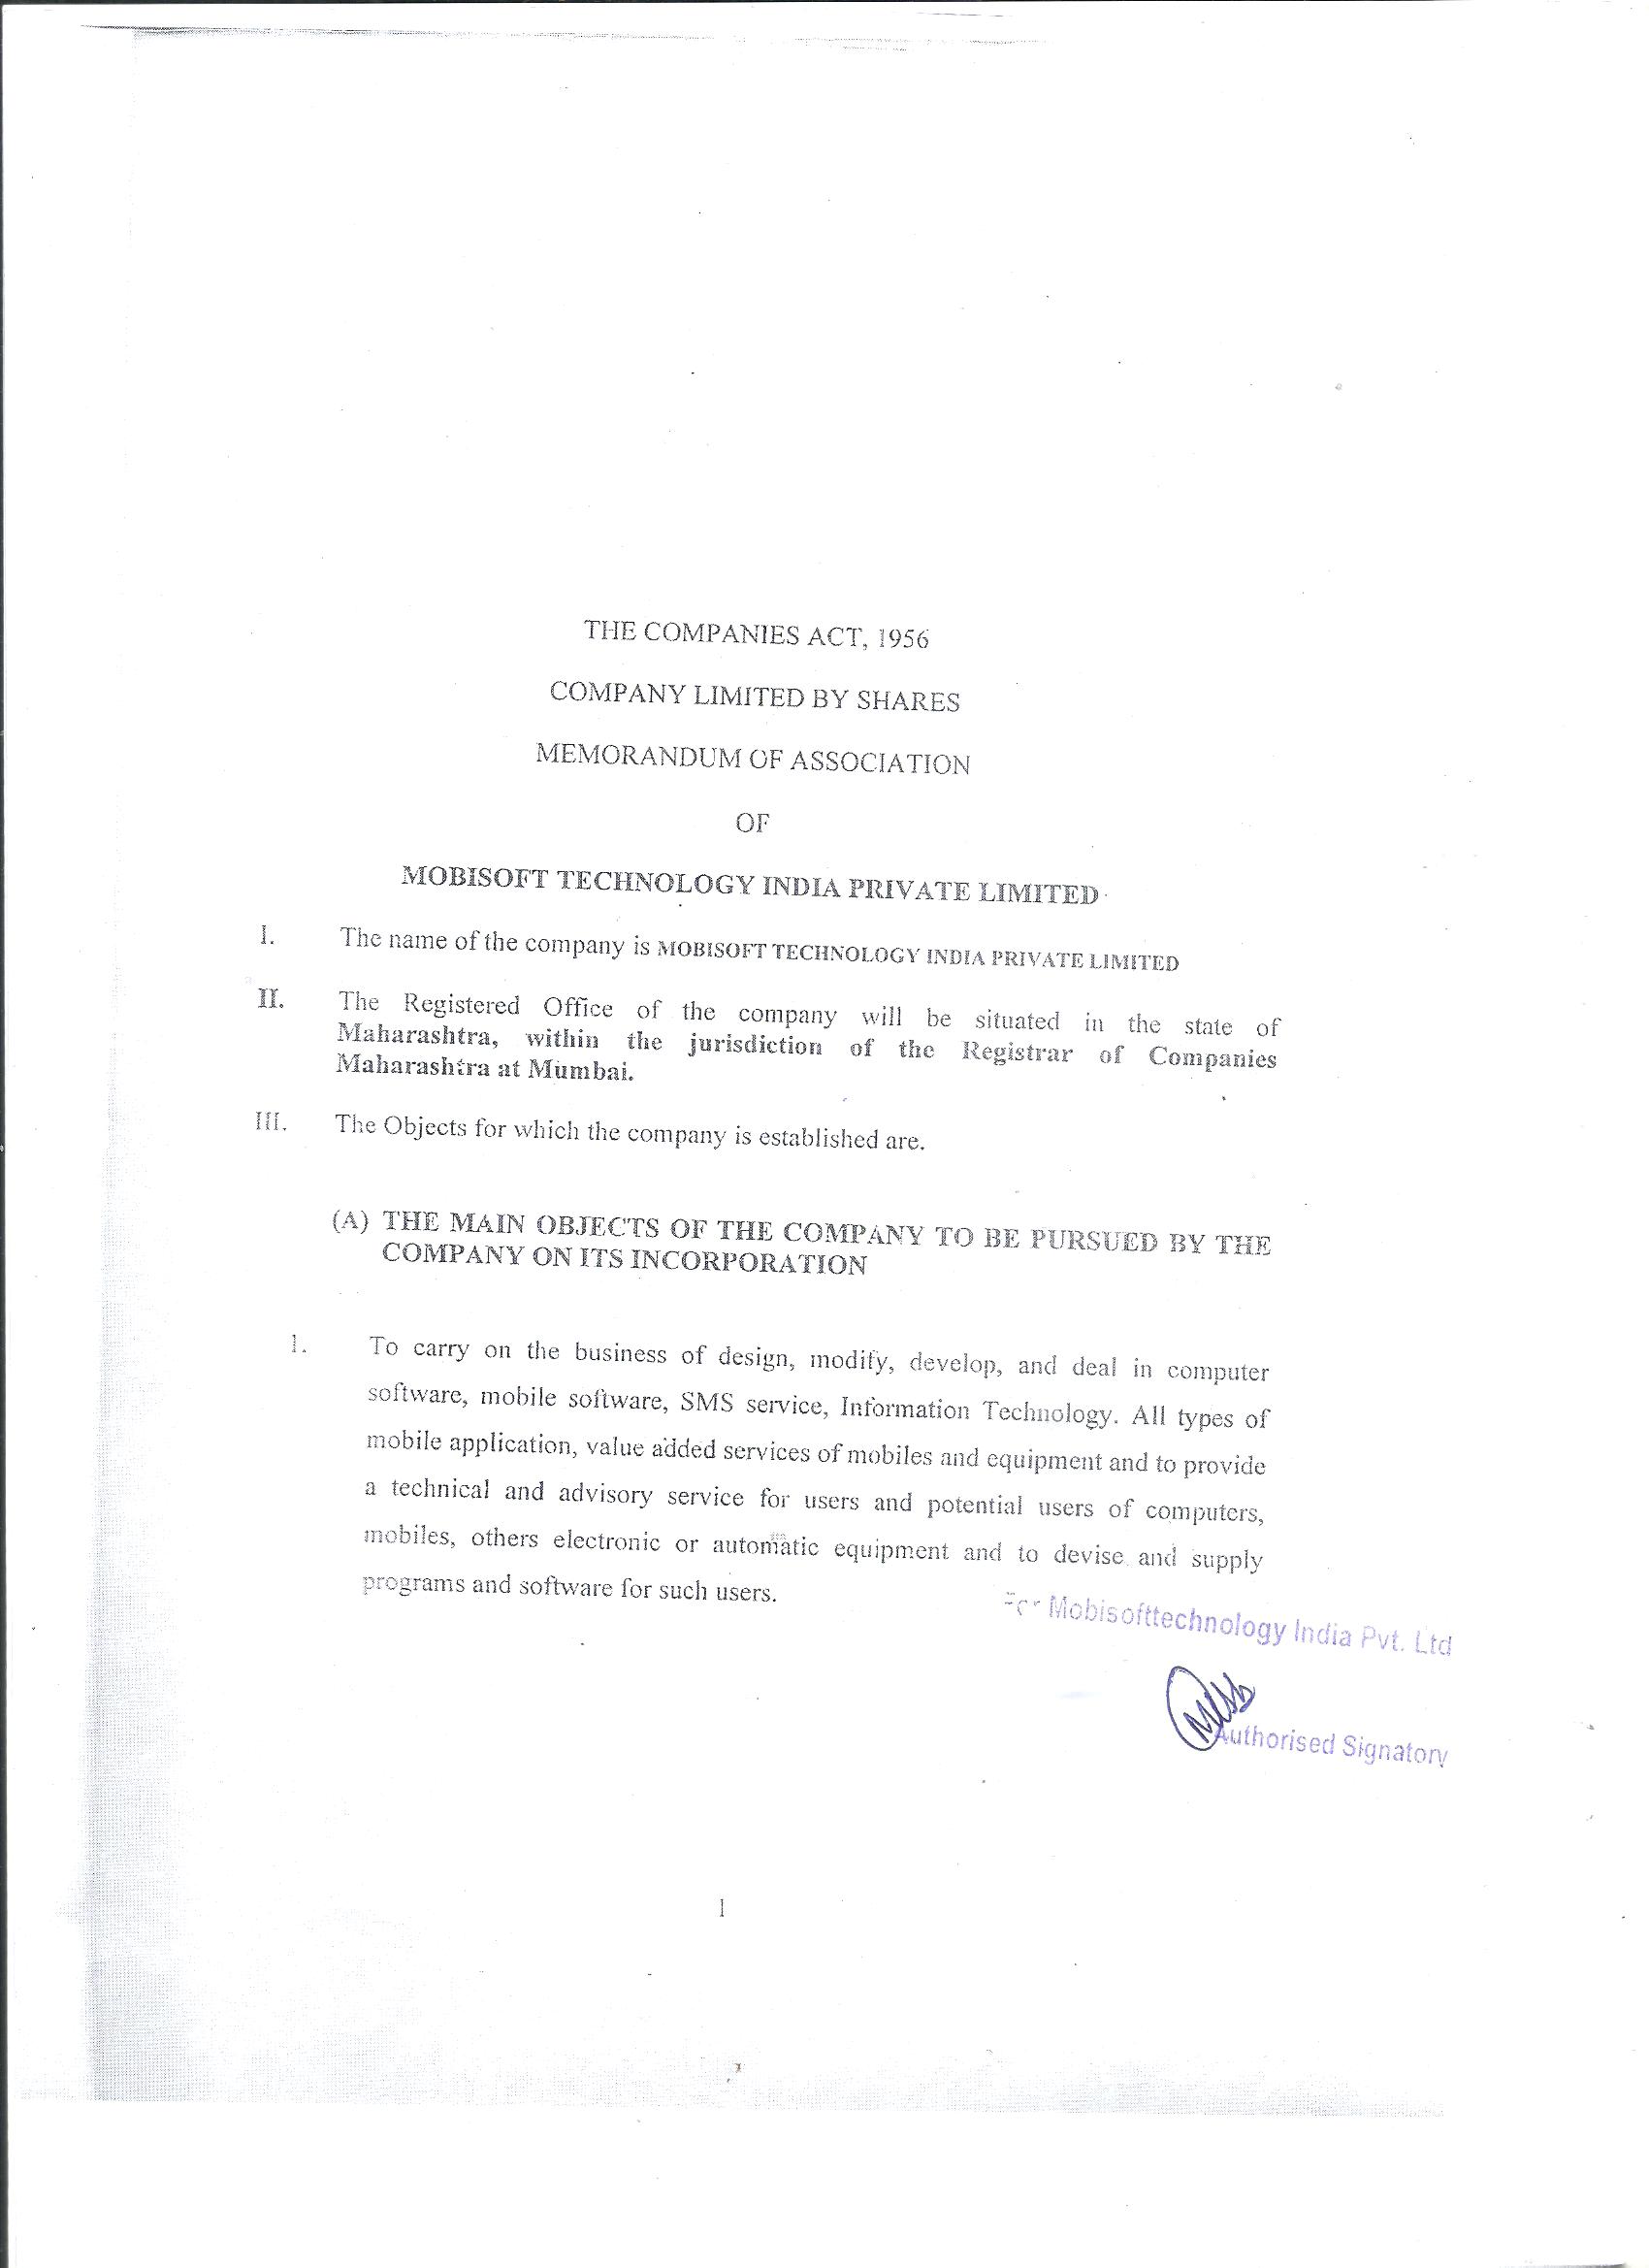 THE COMPANIES ACT, 1956
COMPANY LIMITED BY SHARES
MEMORANDUM OF ASSOCIATION
OF
MOBISOFT TECHNOLOGY INDIA PRIVATE LIMITED
I. The name of the company is MOBISOFT TECHNOLOGY INDIA PRIVATE LIMITED
II. The Registered Office of the company will be situated in the state of
Maharashtra, within the jurisdiction of the Registrar of Companies
Maharashtra at Mumbai.
III. The Objects for which the company is established are.
(A) THE MAIN OBJECTS OF THE COMPANY TO BE PURSUED BY THE
COMPANY ON ITS INCORPORATION
1. To carry on the business of design, modify, develop, and deal in computer
software, mobile software, SMS service, Information Technology. All types of
mobile application, value added services of mobiles and equipment and to provide
a technical and advisory service for users and potential users of computers,
mobiles, others electronic or automatic equipment and to devise and supply
programs and software for such users.
For Mobisofttechnology India Pvt. Ltd
Authorised Signatory
1